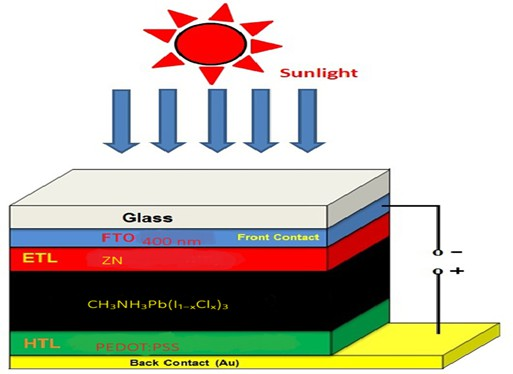 Sunlight
Glass
FTO 400 nm Front Contact
ETL ZN
CH₃NH₃Pb(I₁₋ₓClₓ)₃
HTL PEDOT:PSS
Back Contact (Au)
−
+